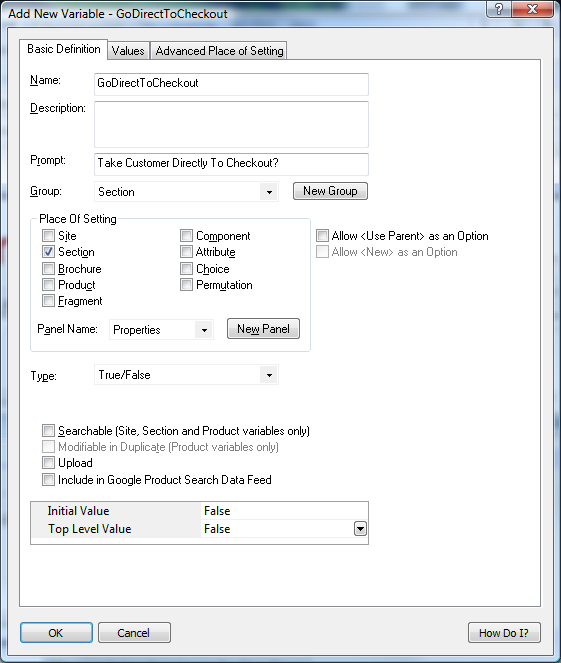 Add New Variable - GoDirectToCheckout
Basic Definition Values Advanced Place of Setting
Name: GoDirectToCheckout
Description:
Prompt: Take Customer Directly To Checkout?
Group: Section New Group
Place Of Setting
Site Component Allow <Use Parent> as an Option
Section Attribute Allow <New> as an Option
Brochure Choice
Product Permutation
Fragment
Panel Name: Properties New Panel
Type: True/False
Searchable (Site, Section and Product variables only)
Modifiable in Duplicate (Product variables only)
Upload
Include in Google Product Search Data Feed
Initial Value False
Top Level Value False
OK Cancel How Do I?